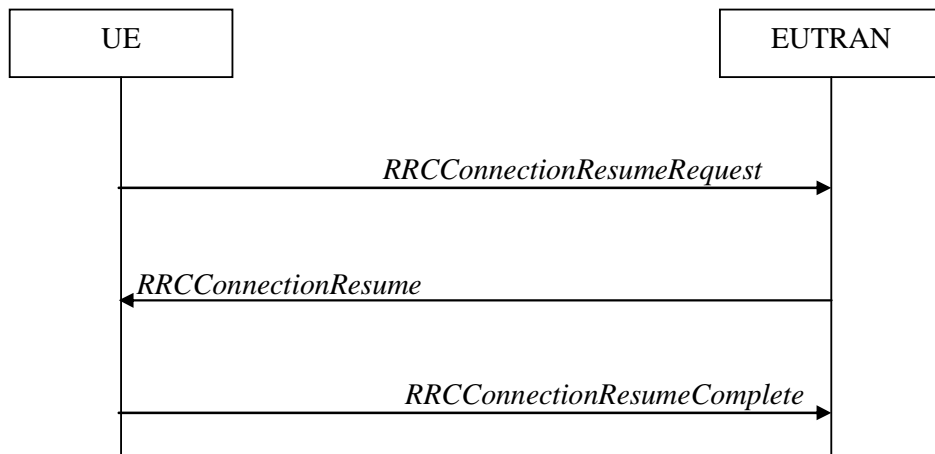 UE
EUTRAN
RRCConnectionResumeRequest
RRCConnectionResume
RRCConnectionResumeComplete